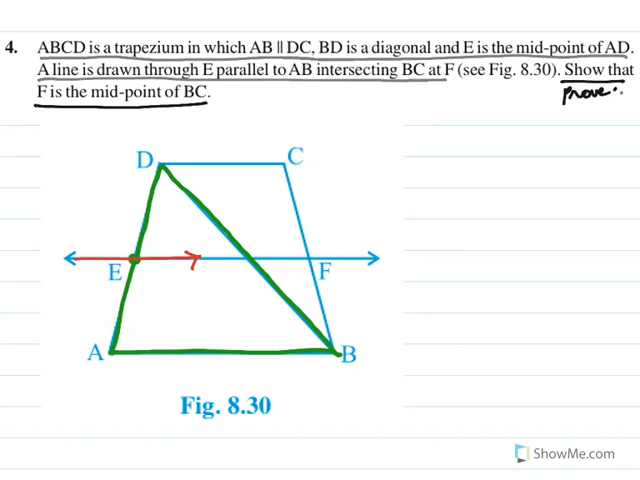 4. ABCD is a trapezium in which AB || DC, BD is a diagonal and E is the mid-point of AD.
A line is drawn through E parallel to AB intersecting BC at F (see Fig. 8.30). Show that
F is the mid-point of BC.
prove:
D
C
E
F
A
B
Fig. 8.30
ShowMe.com